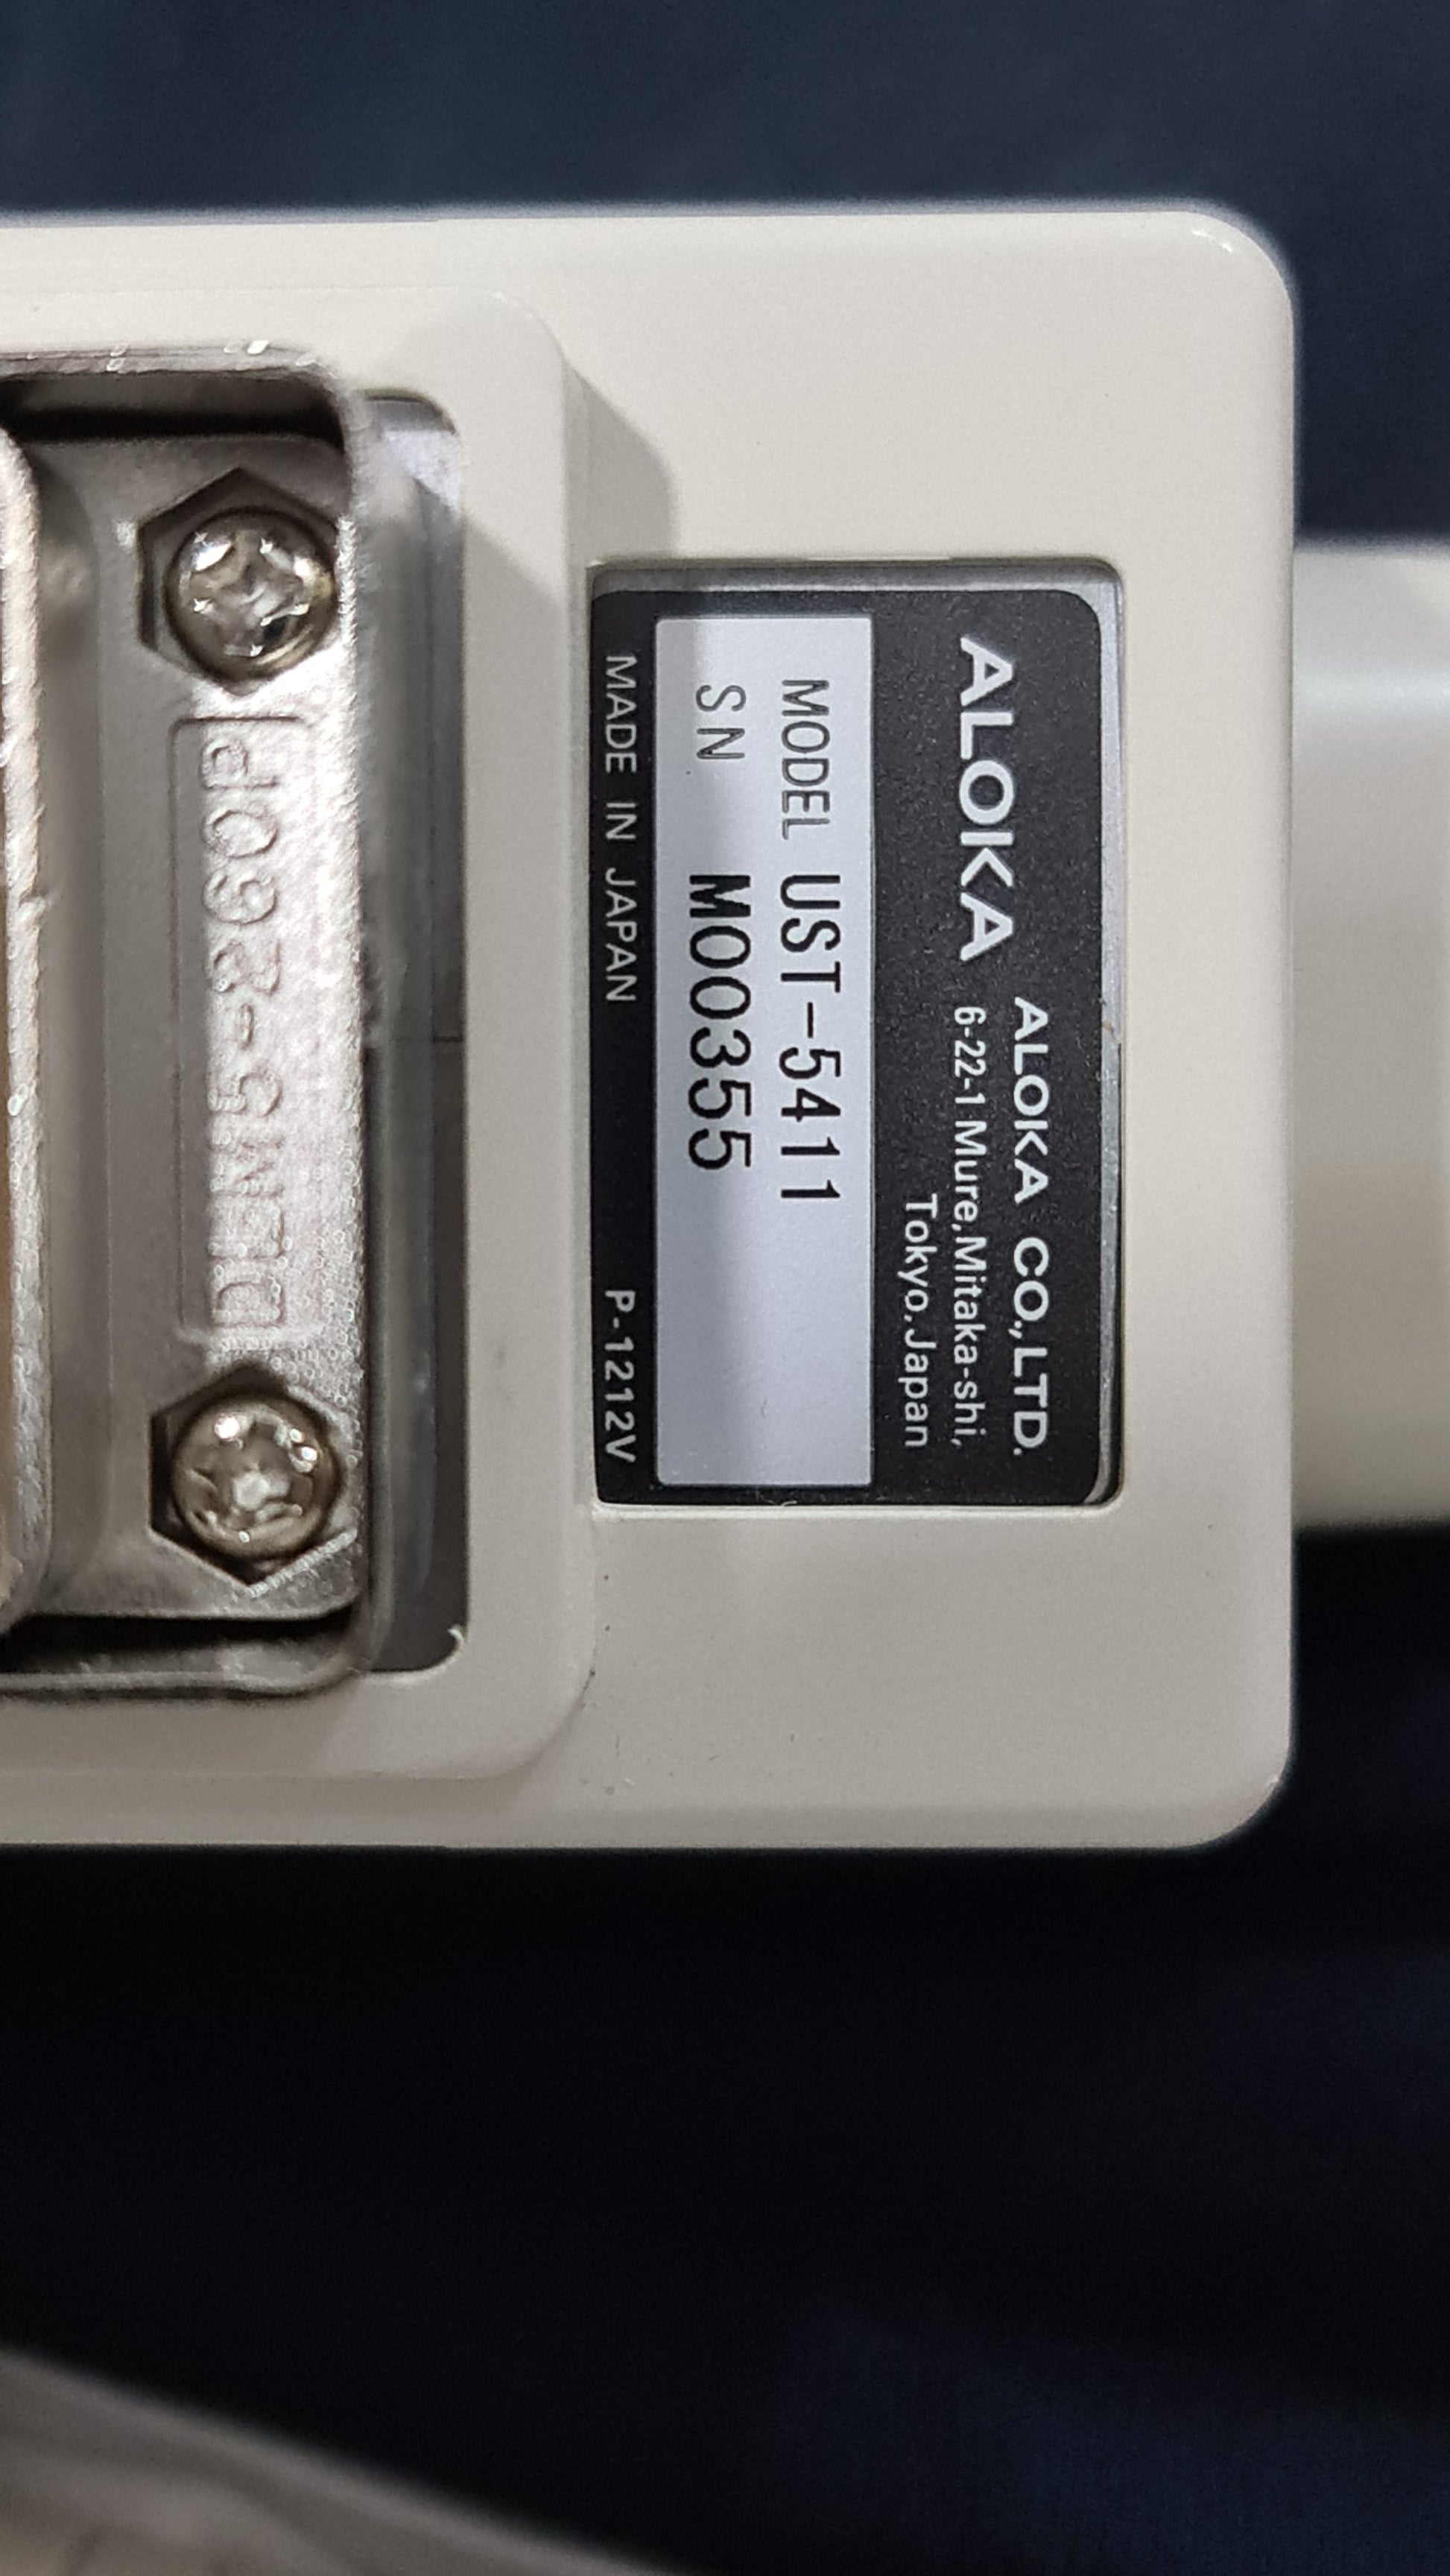 ALOKA
ALOKA CO.,LTD.
6-22-1 Mure,Mitaka-shi,
Tokyo,Japan
MODEL UST-5411
SN M00355
MADE IN JAPAN P-1212V